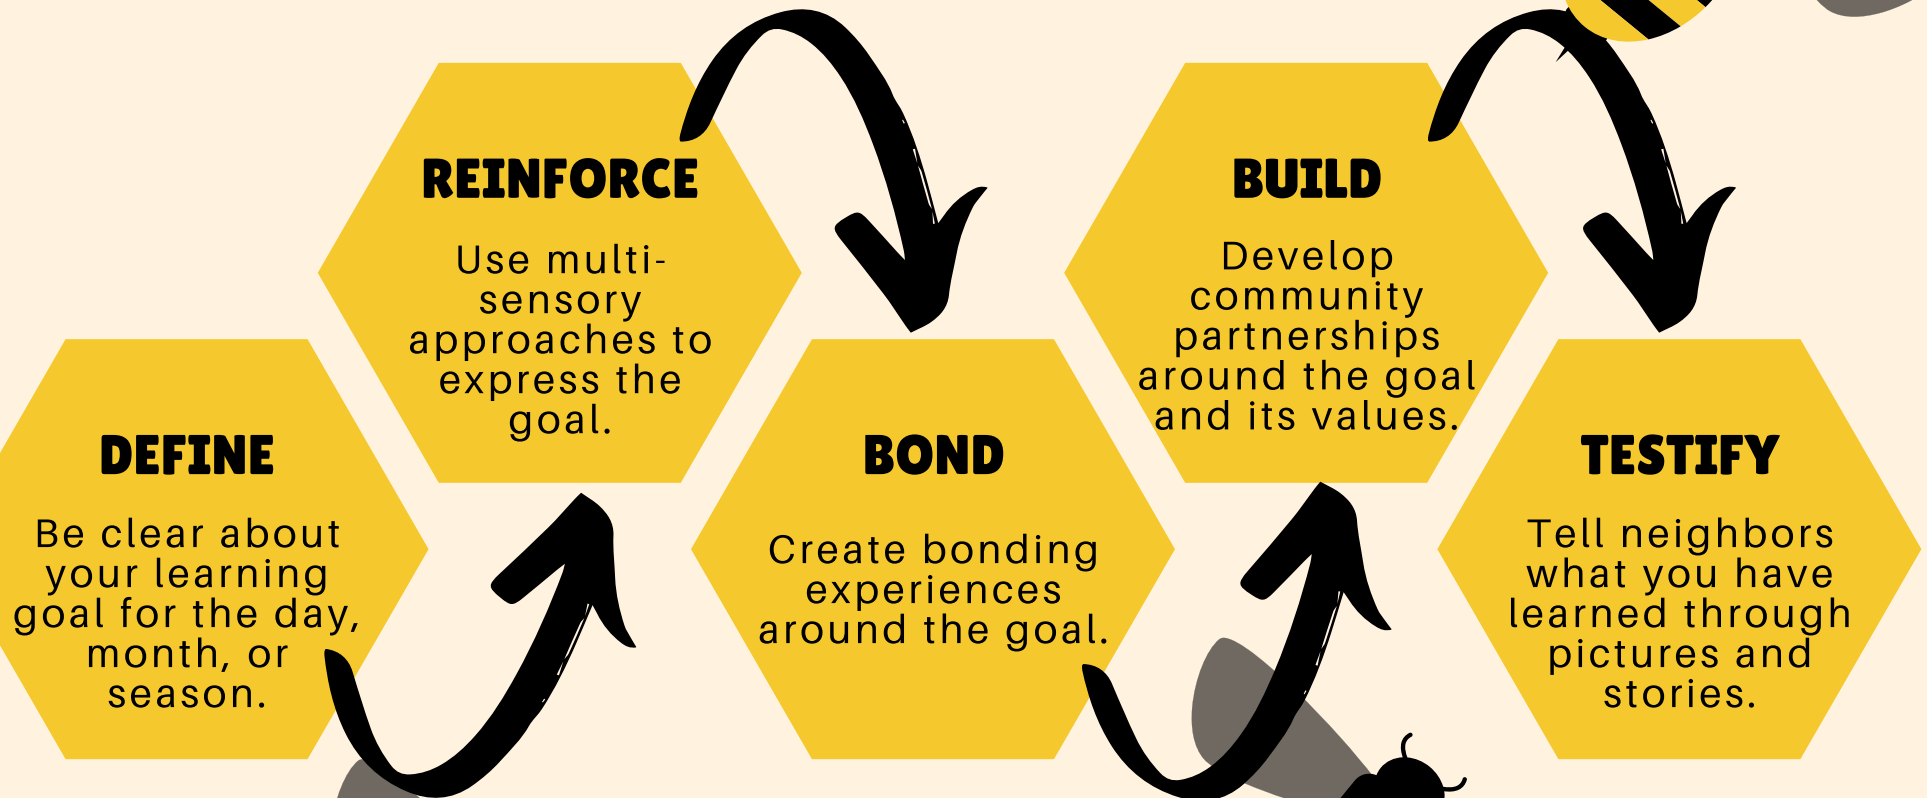 DEFINE
Be clear about
your learning
goal for the day,
month, or
season.
REINFORCE
Use multi-
sensory
approaches to
express the
goal.
BOND
Create bonding
experiences
around the goal.
BUILD
Develop
community
partnerships
around the goal
and its values.
TESTIFY
Tell neighbors
what you have
learned through
pictures and
stories.